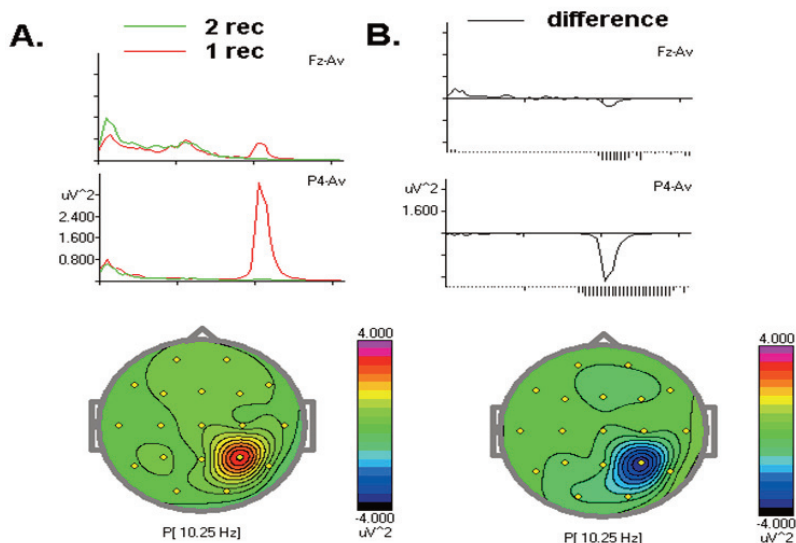 A.
2 rec
1 rec
Fz-Av
P4-Av
uV^2
2.400
1.600
0.800
4.000
-4.000
uV^2
P[ 10.25 Hz]
B.
difference
Fz-Av
P4-Av
uV^2
1.600
4.000
-4.000
uV^2
P[ 10.25 Hz]